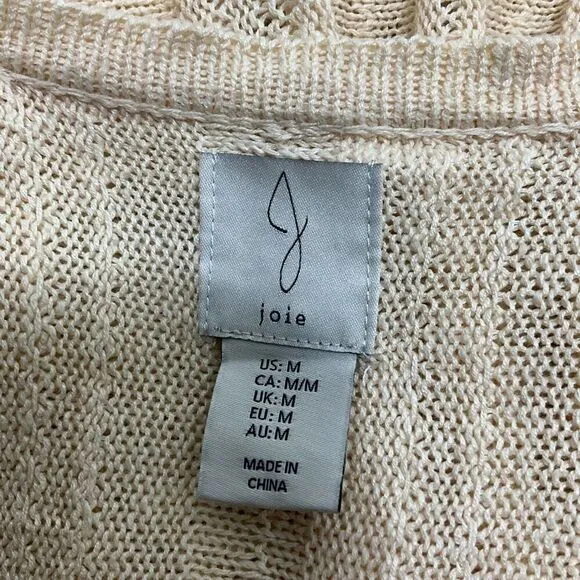 J
joie
US: M
CA: M/M
UK: M
EU: M
AU: M
MADE IN
CHINA